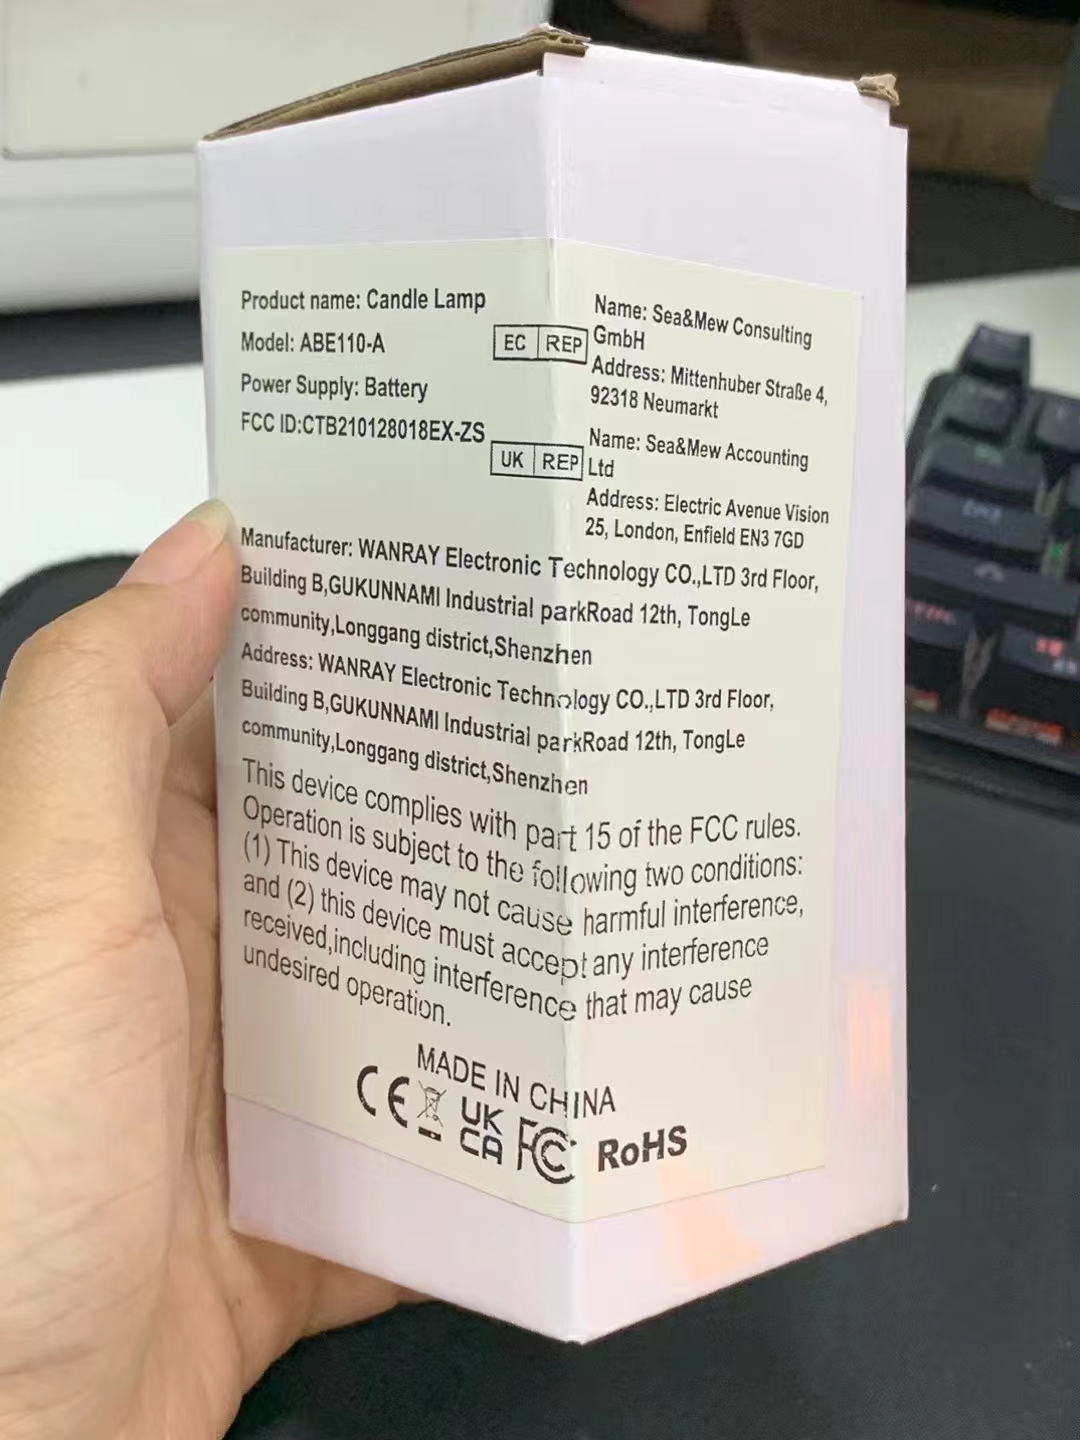 Product name: Candle Lamp
Model: ABE110-A
Power Supply: Battery
FCC ID:CTB210128018EX-ZS
EC REP
Name: Sea&Mew Consulting
GmbH
Address: Mittenhuber Straße 4,
92318 Neumarkt
UK REP
Name: Sea&Mew Accounting
Ltd
Address: Electric Avenue Vision
25, London, Enfield EN3 7GD
Manufacturer: WANRAY Electronic Technology CO.,LTD 3rd Floor,
Building B,GUKUNNAMI Industrial parkRoad 12th, TongLe
community,Longgang district,Shenzhen
Address: WANRAY Electronic Technology CO.,LTD 3rd Floor,
Building B,GUKUNNAMI Industrial parkRoad 12th, TongLe
community,Longgang district,Shenzhen
This device complies with part 15 of the FCC rules.
Operation is subject to the following two conditions:
(1) This device may not cause harmful interference,
and (2) this device must accept any interference
received,including interference that may cause
undesired operation.
MADE IN CHINA
CE UK CA FC RoHS